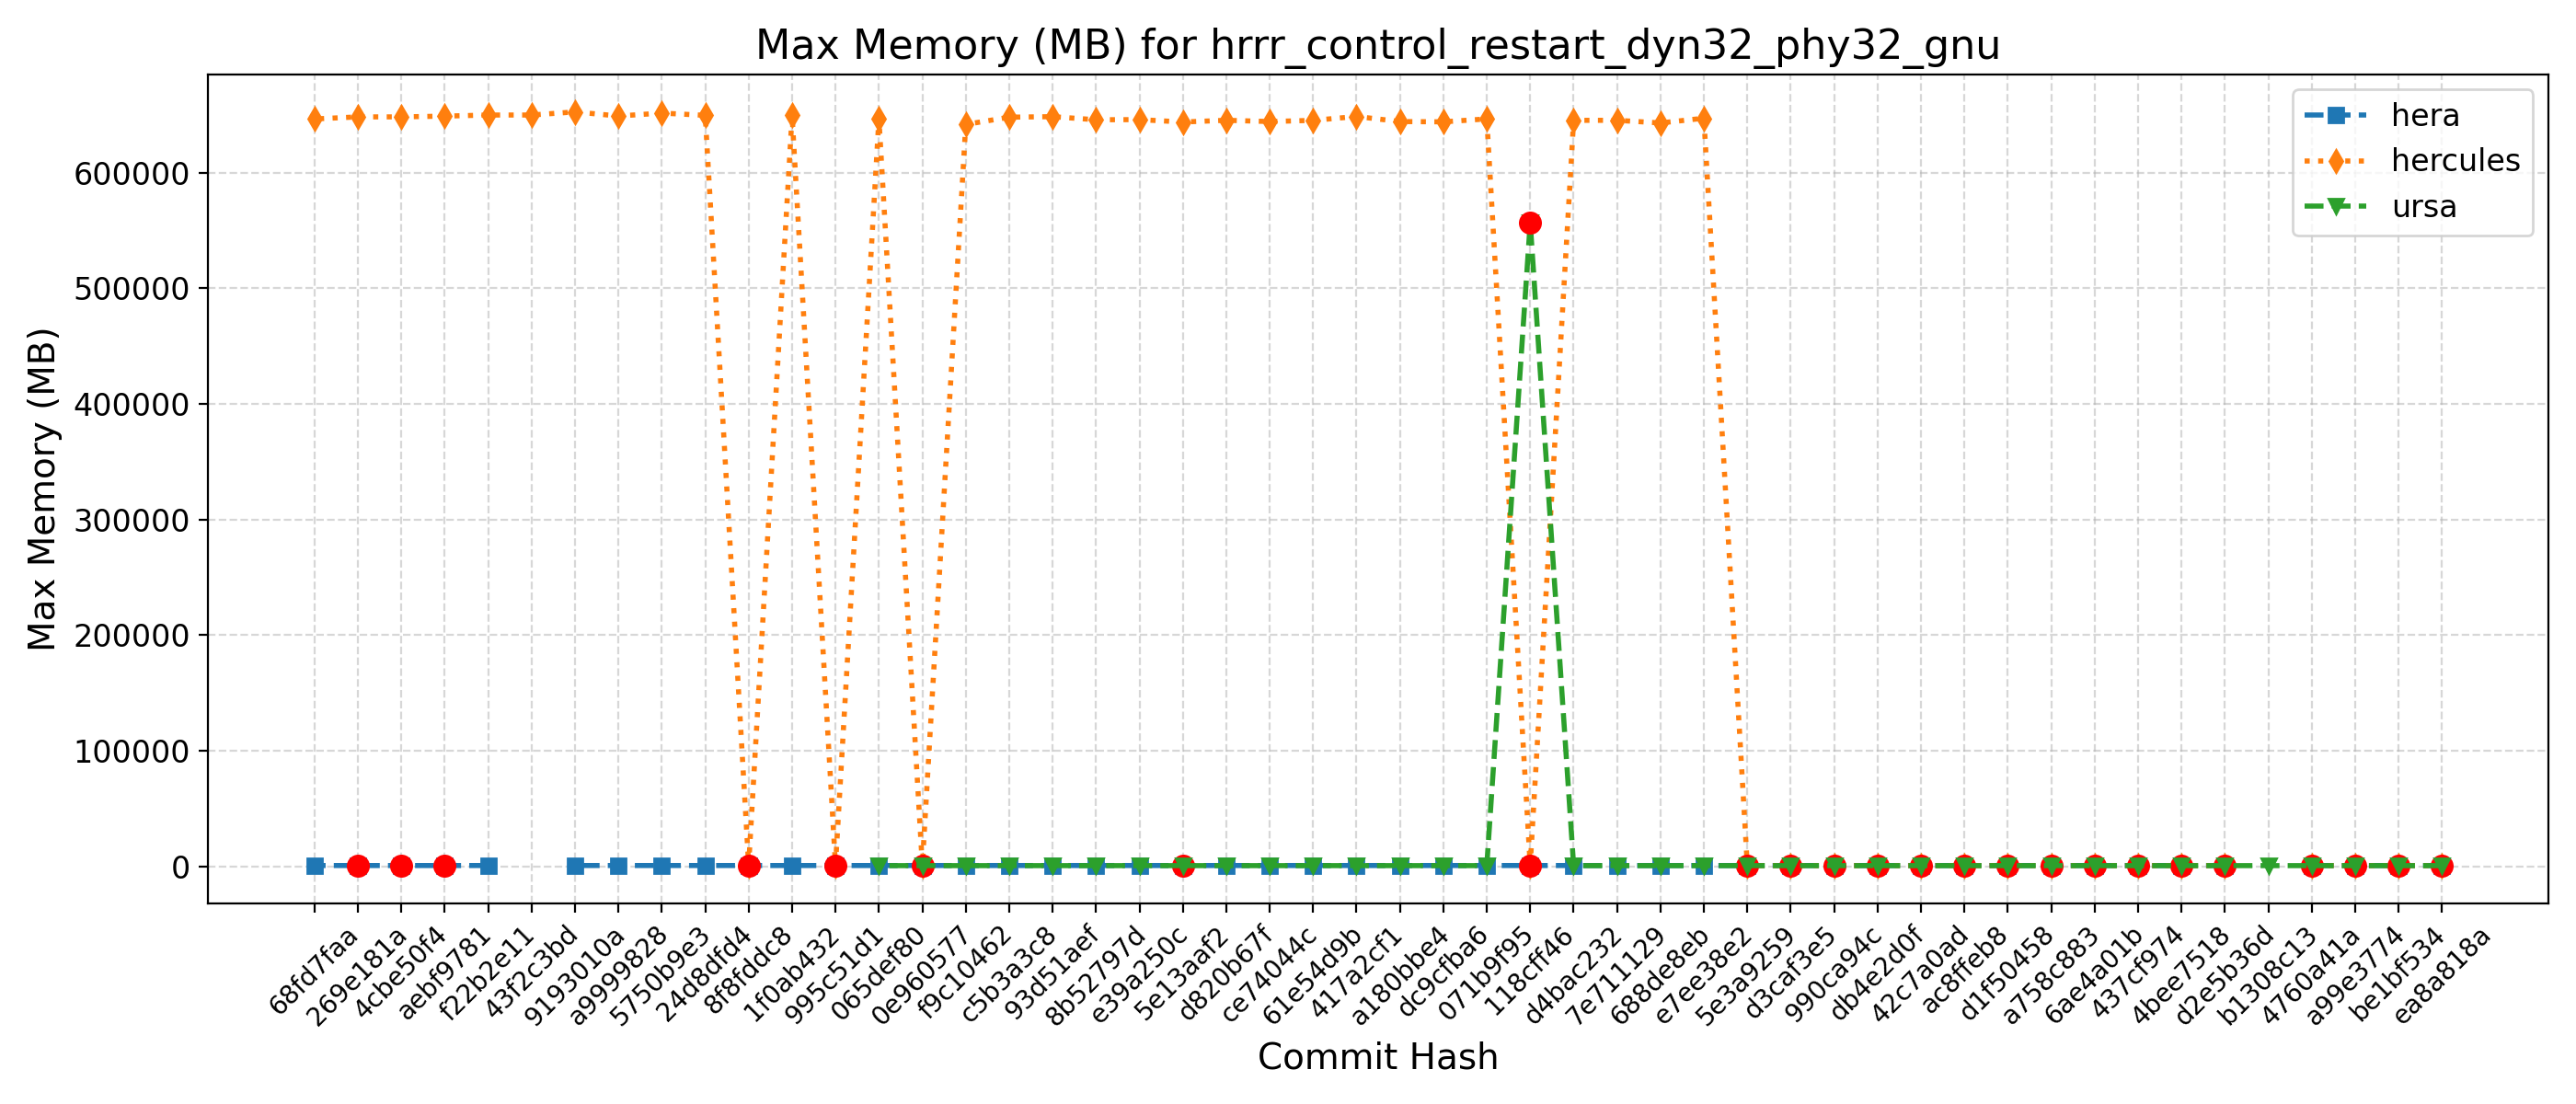 Max Memory (MB) for hrrr_control_restart_dyn32_phy32_gnu
hera
hercules
ursa
Max Memory (MB)
600000
500000
400000
300000
200000
100000
0
68fd7faa
269e181a
4cbe50f4
aebf9781
f22b2e11
43f2c3bd
9193010a
a9999828
5750b9e3
24d8dfd4
8f8fddc8
1f0ab432
995c51d1
065def80
0e960577
f9c10462
c5b3a3c8
93d51aef
8b52797d
e39a250c
5e13aaf2
d820b67f
ce74044c
61e54d9b
417a2cf1
a180bbe4
dc9cfba6
071b9f95
118cff46
d4bac232
7e711129
688de8eb
e7ee38e2
5e3a9259
d3caf3e5
990ca94c
db4e2d0f
42c7a0ad
ac8ffeb8
d1f50458
a758c883
6ae4a01b
437cf974
4bee7518
d2e5b36d
b1308c13
4760a41a
a99e3774
be1bf534
ea8a818a
Commit Hash